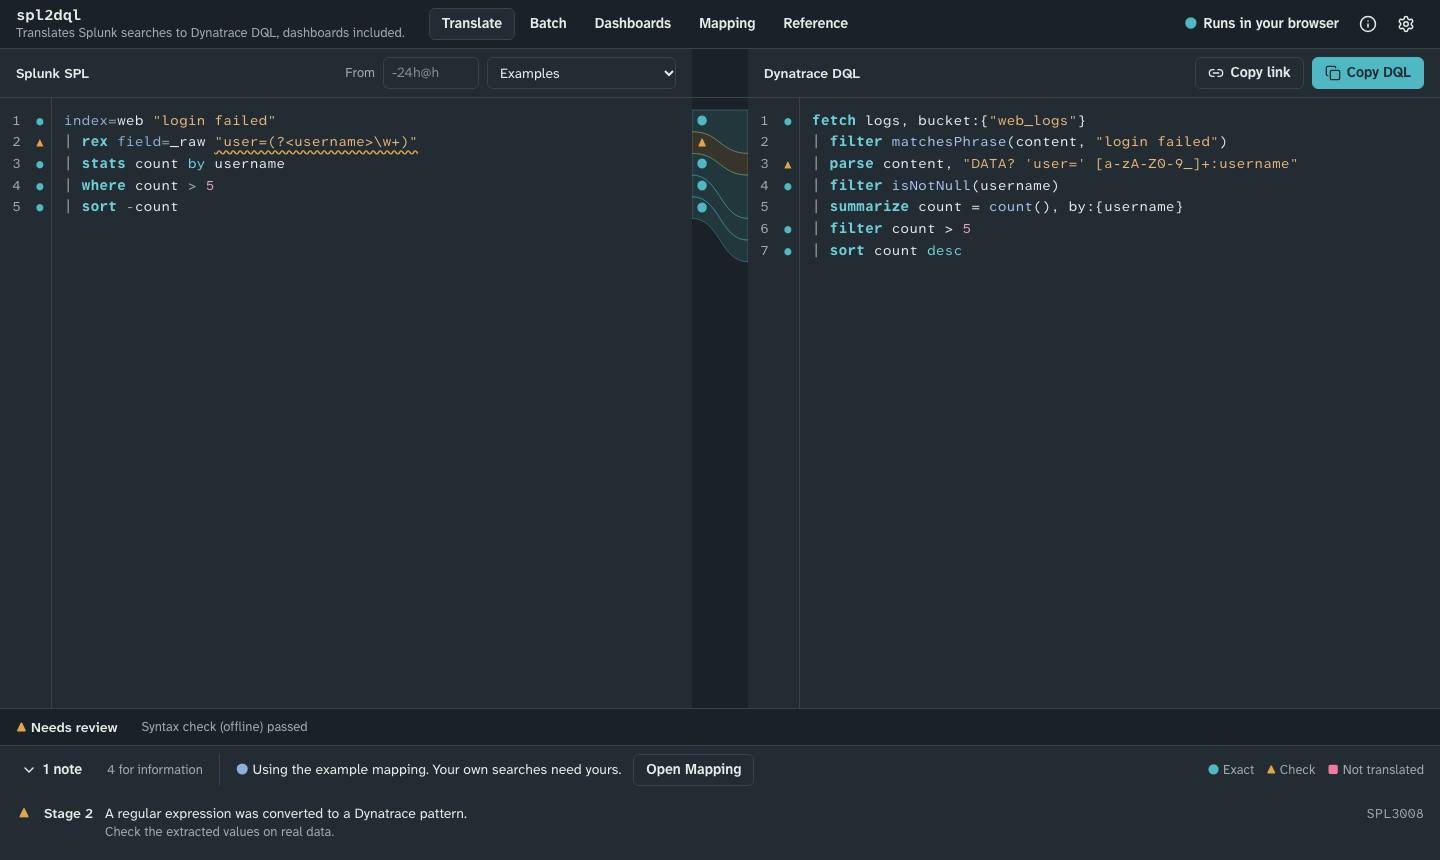 spl2dql
Translates Splunk searches to Dynatrace DQL, dashboards included.
Translate
Batch
Dashboards
Mapping
Reference
Runs in your browser
Splunk SPL
From
-24h@h
Examples
Dynatrace DQL
Copy link
Copy DQL
1 index=web "login failed"
2 | rex field=_raw "user=(?<username>\w+)"
3 | stats count by username
4 | where count > 5
5 | sort -count
1 fetch logs, bucket:{"web_logs"}
2 | filter matchesPhrase(content, "login failed")
3 | parse content, "DATA? 'user=' [a-zA-Z0-9_]+:username"
4 | filter isNotNull(username)
5 | summarize count = count(), by:{username}
6 | filter count > 5
7 | sort count desc
Needs review
Syntax check (offline) passed
1 note
4 for information
Using the example mapping. Your own searches need yours.
Open Mapping
Exact
Check
Not translated
Stage 2
A regular expression was converted to a Dynatrace pattern.
SPL3008
Check the extracted values on real data.